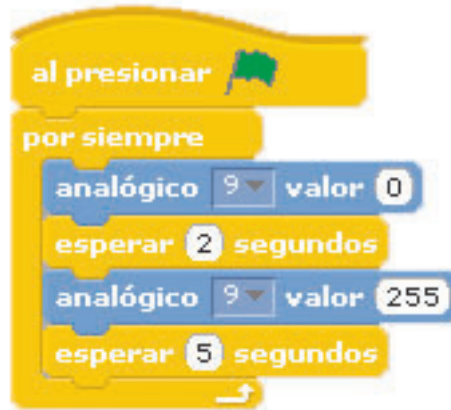 al presionar
por siempre
analógico 9 valor 0
esperar 2 segundos
analógico 9 valor 255
esperar 5 segundos